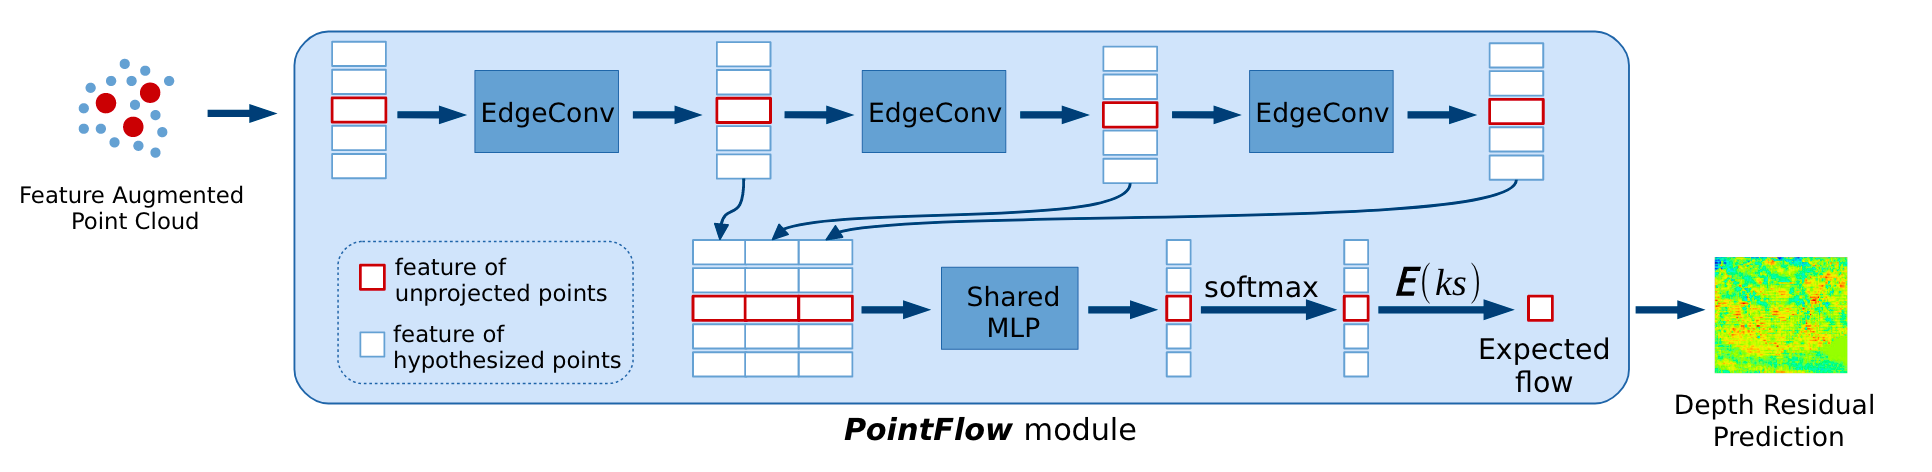 Feature Augmented
Point Cloud
EdgeConv
EdgeConv
EdgeConv
feature of
unprojected points
feature of
hypothesized points
Shared
MLP
softmax
E(ks)
Expected
flow
PointFlow module
Depth Residual
Prediction